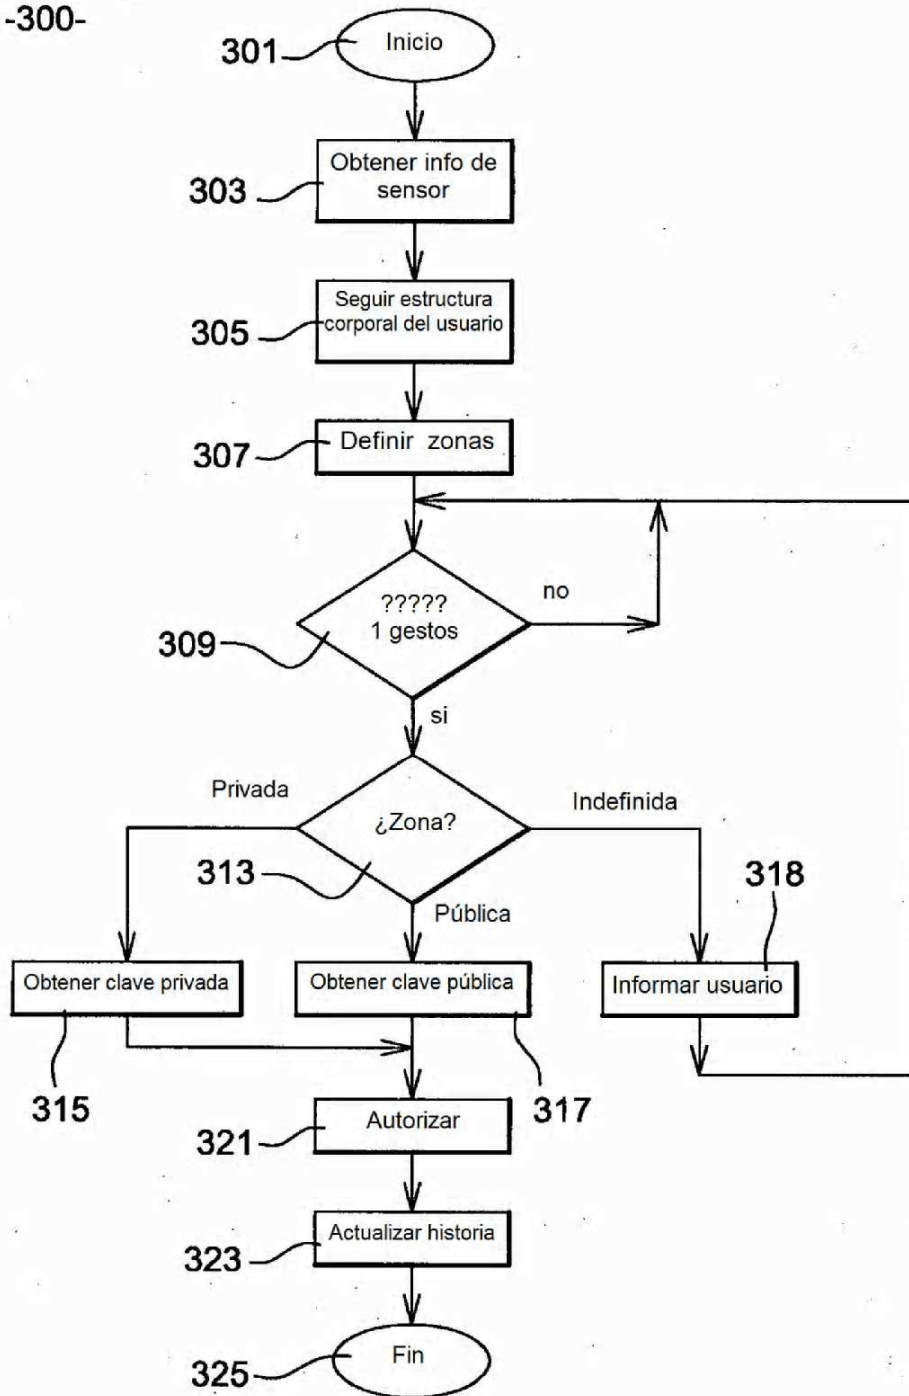 -300-
301
Inicio
303
Obtener info de
sensor
305
Seguir estructura
corporal del usuario
307
Definir zonas
309
?????
1 gestos
no
si
Privada
¿Zona?
Indefinida
313
Pública
318
Obtener clave privada
Obtener clave pública
Informar usuario
315
317
321
Autorizar
323
Actualizar historia
325
Fin